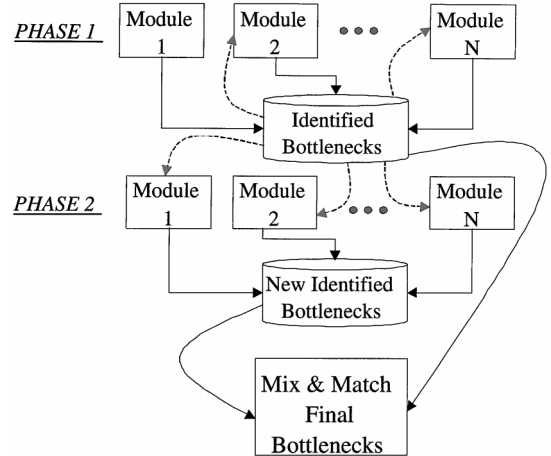 PHASE 1
Module
1
Module
2
Module
N
Identified
Bottlenecks
PHASE 2
Module
1
Module
2
Module
N
New Identified
Bottlenecks
Mix & Match
Final
Bottlenecks